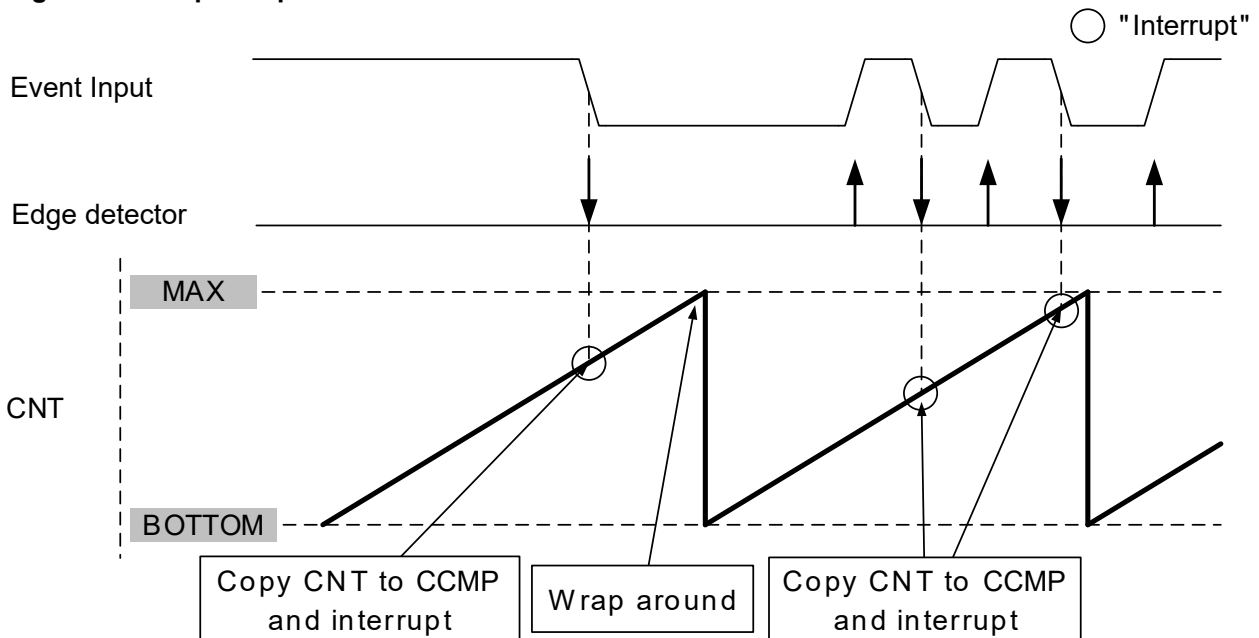 "Interrupt"
Event Input
Edge detector
MAX
CNT
BOTTOM
Copy CNT to CCMP
and interrupt
Wrap around
Copy CNT to CCMP
and interrupt